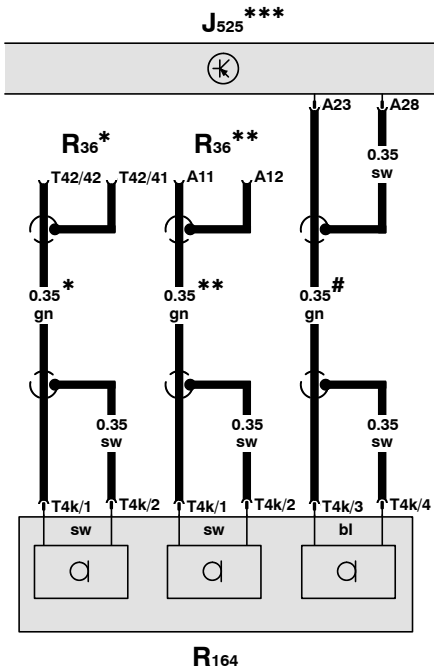 J525***
A23 A28
R36* R36**
T42/42 T42/41 A11 A12
0.35
sw
0.35* 0.35** 0.35#
gn gn gn
0.35 0.35 0.35
sw sw sw
T4k/1 T4k/2 T4k/1 T4k/2 T4k/3 T4k/4
sw sw bl
R164